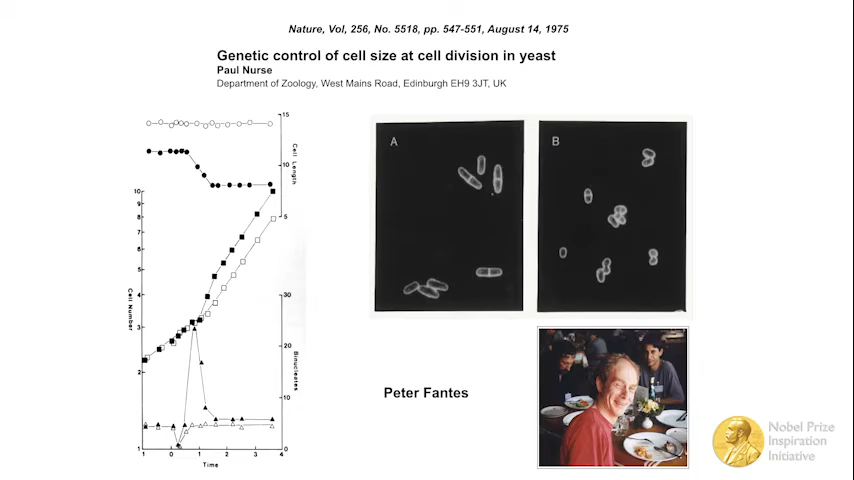 Nature, Vol, 256, No. 5518, pp. 547-551, August 14, 1975
Genetic control of cell size at cell division in yeast
Paul Nurse
Department of Zoology, West Mains Road, Edinburgh EH9 3JT, UK
15
10
5
Cell Length
10
9
8
7
6
5
4
3
2
1
Cell Number
30
20
10
0
Binucleates
1
0
1
2
3
4
Time
A
B
Peter Fantes
Nobel Prize
Inspiration
Initiative